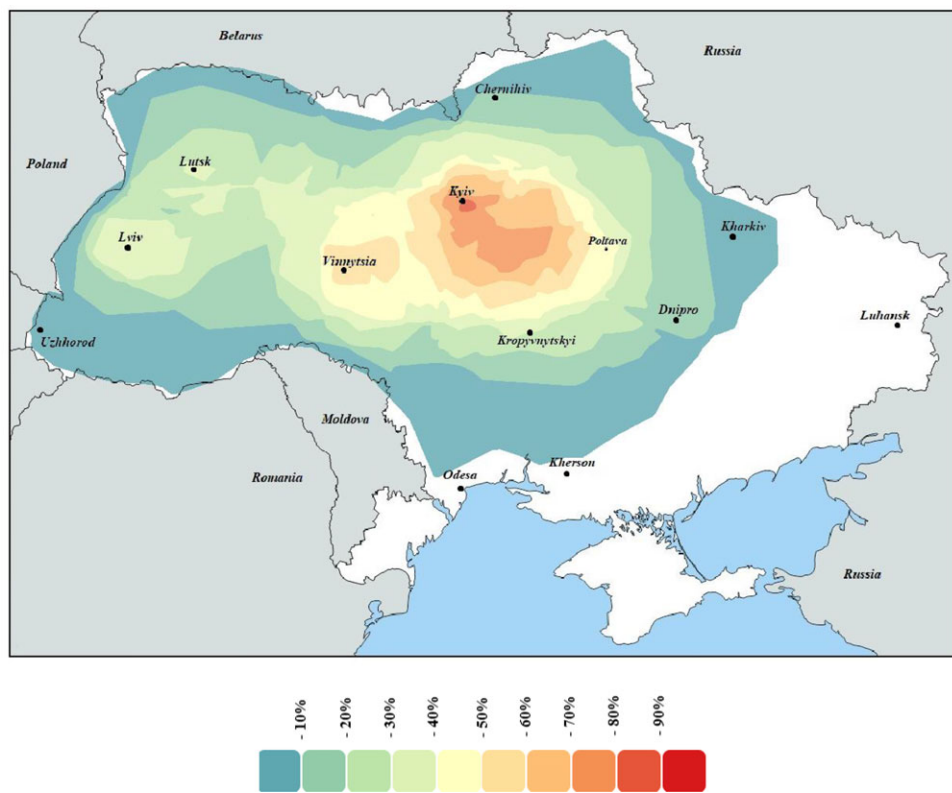 Belarus
Russia
Chernihiv
Poland
Lutsk
Kyiv
Lviv
Poltava
Kharkiv
Vinnytsia
Dnipro
Luhansk
Uzhhorod
Kropyvnytskyi
Moldova
Romania
Odesa
Kherson
Russia
- 10%
- 20%
- 30%
- 40%
- 50%
- 60%
- 70%
- 80%
- 90%